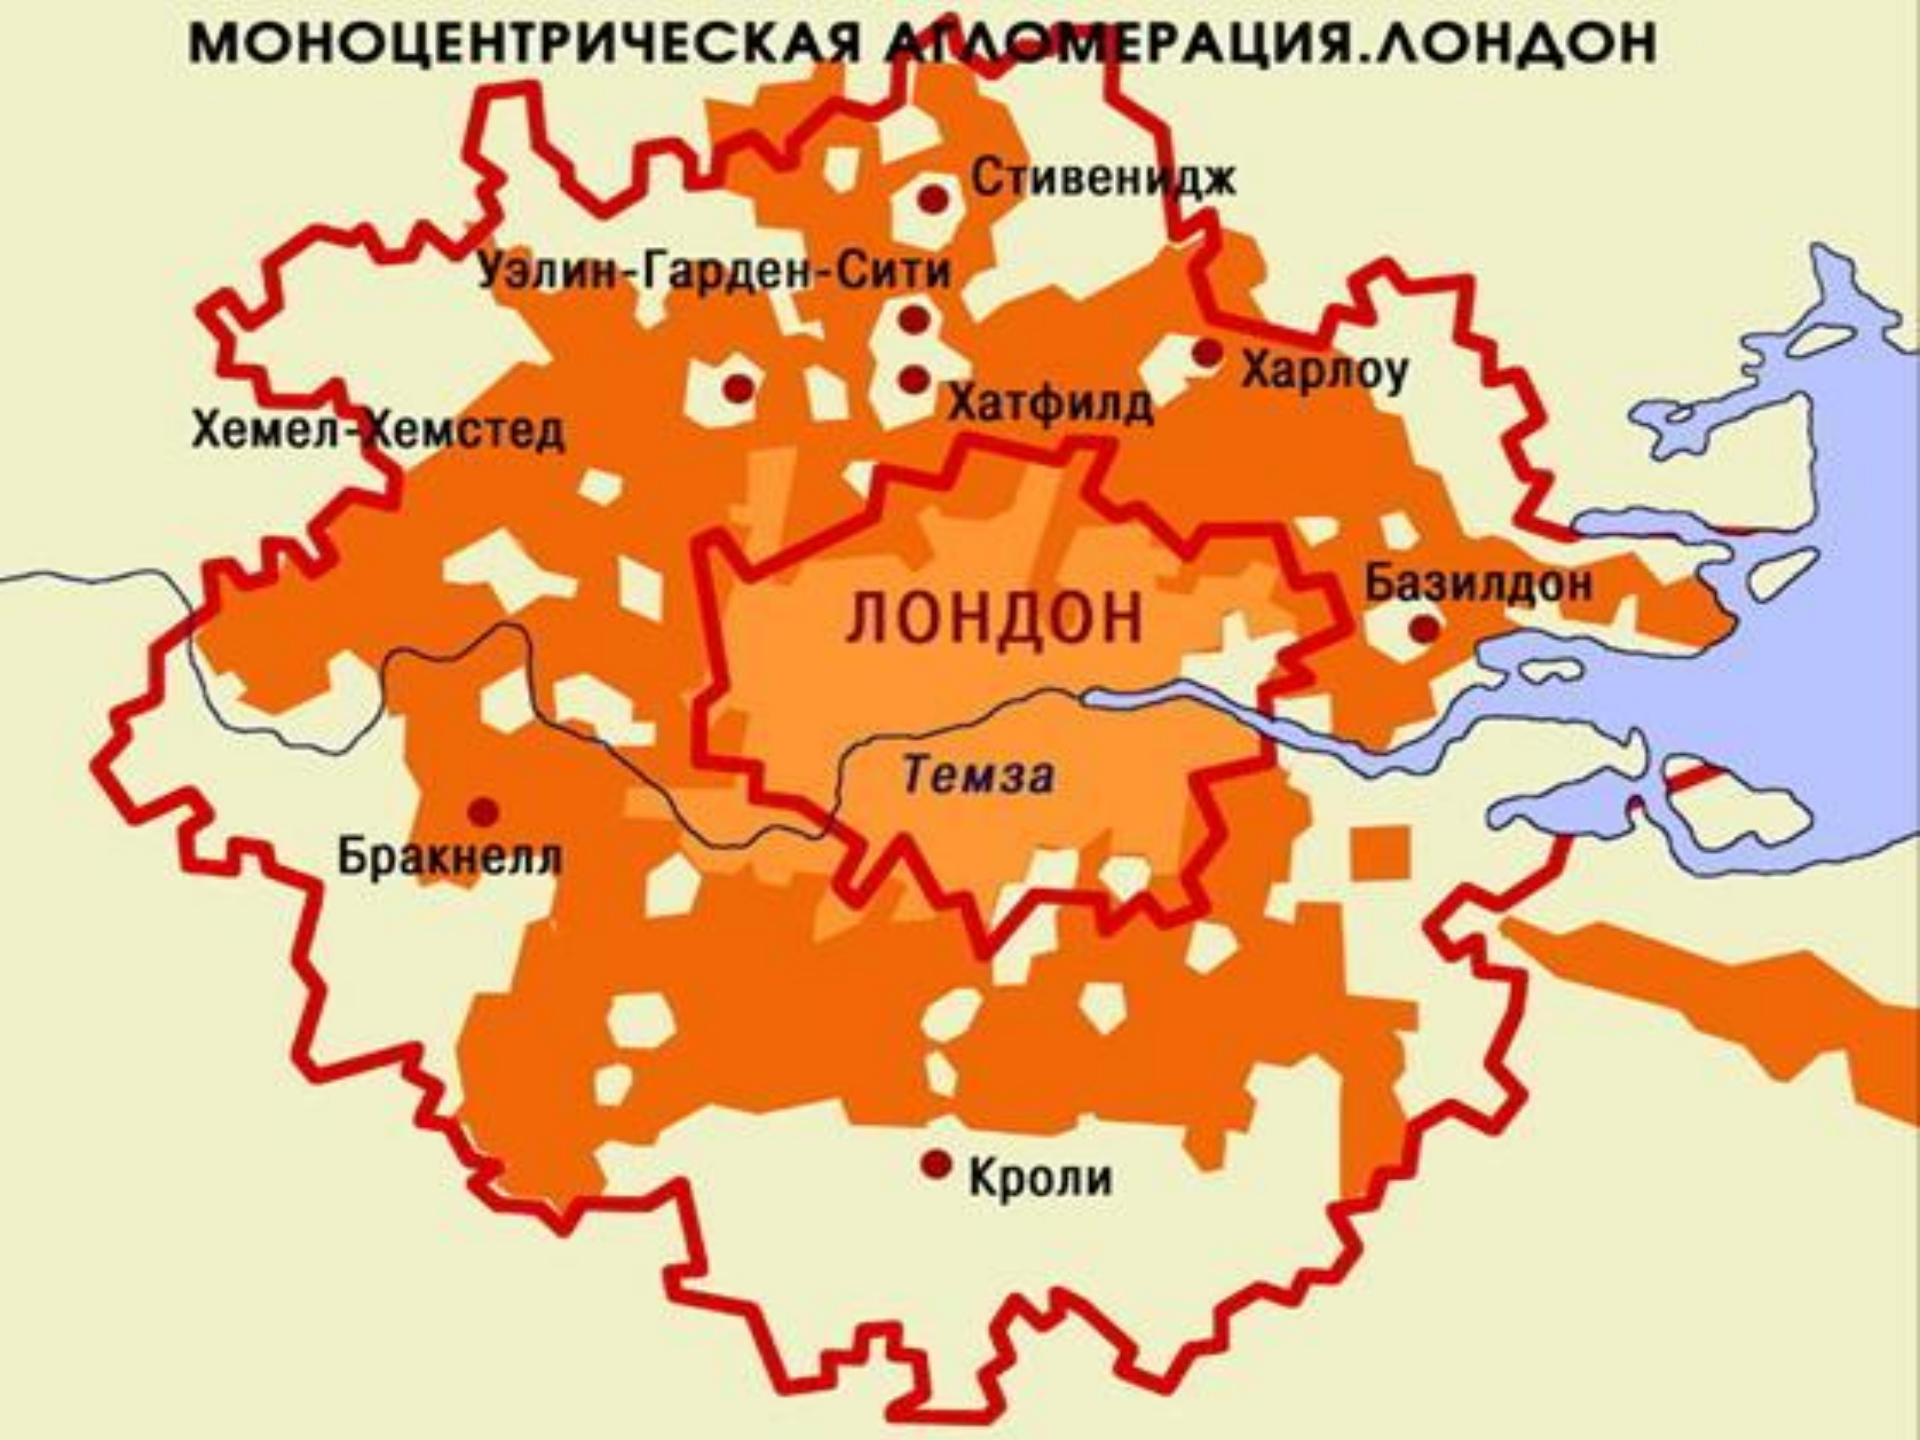 МОНОЦЕНТРИЧЕСКАЯ АГЛОМЕРАЦИЯ.ЛОНДОН
Стивенидж
Уэлин-Гарден-Сити
Харлоу
Хатфилд
Хемел-Хемстед
Базилдон
ЛОНДОН
Темза
Бракнелл
Кроли